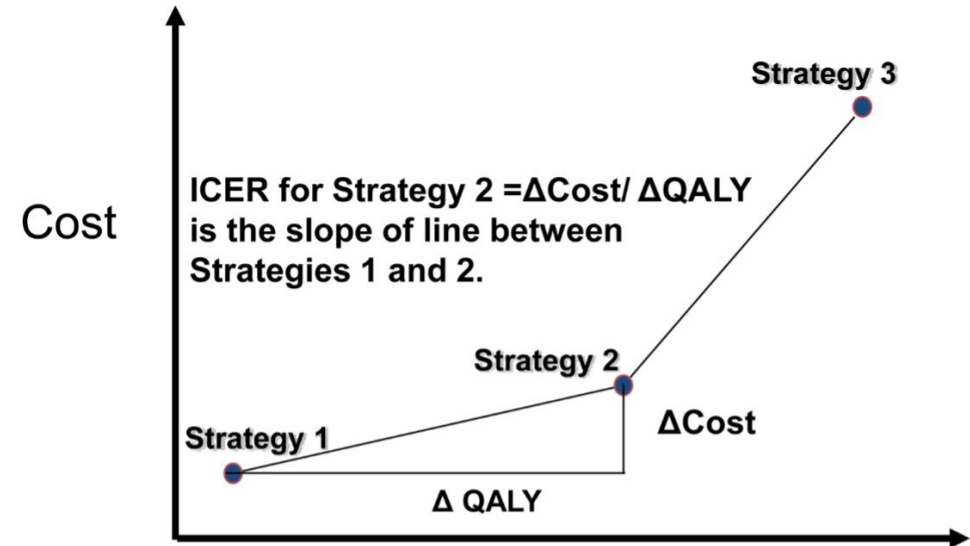 Strategy 3
ICER for Strategy 2 =ΔCost/ ΔQALY
is the slope of line between
Strategies 1 and 2.
Cost
Strategy 2
ΔCost
Strategy 1
Δ QALY